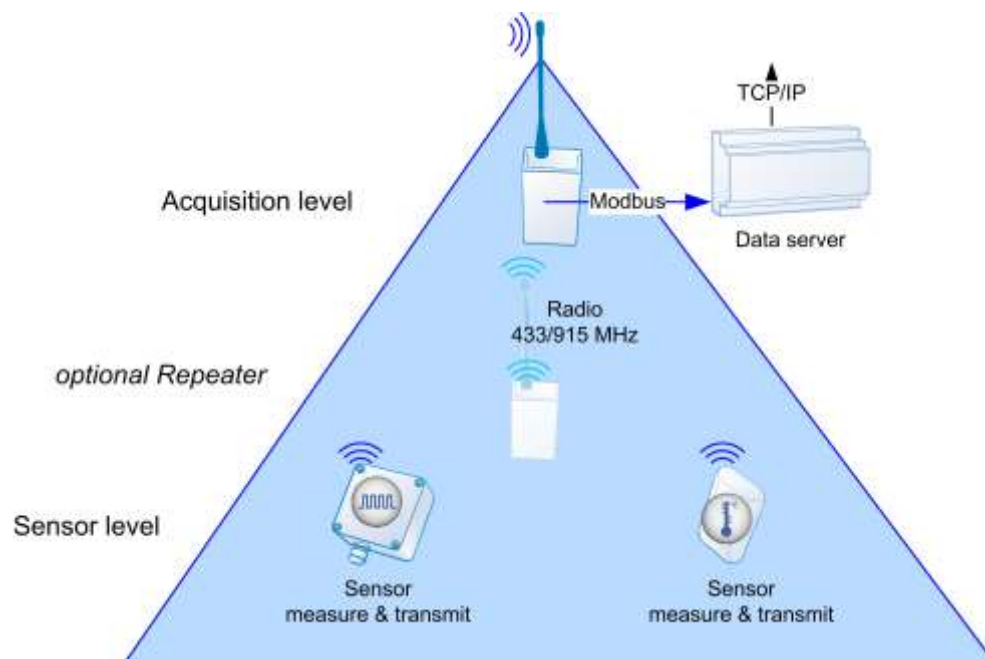 TCP/IP
Acquisition level
Modbus
Data server
Radio
433/915 MHz
optional Repeater
Sensor level
Sensor
measure & transmit
Sensor
measure & transmit